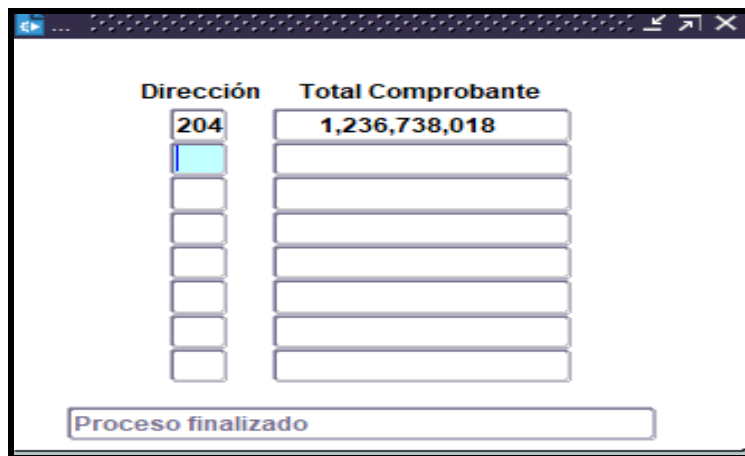 ...
Dirección Total Comprobante
204 1,236,738,018
Proceso finalizado